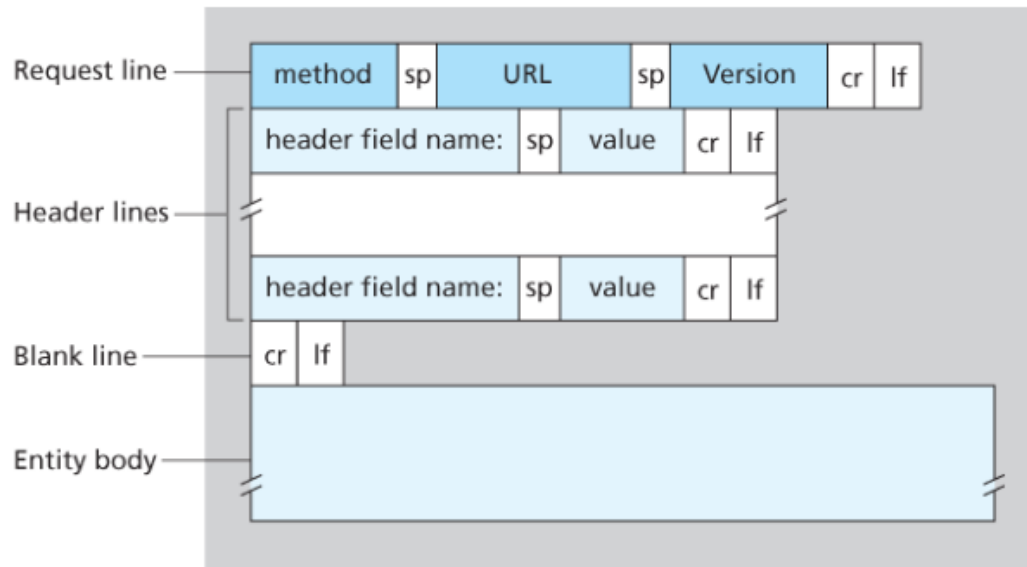 Request line method sp URL sp Version cr lf
header field name: sp value cr lf
Header lines
header field name: sp value cr lf
Blank line cr lf
Entity body